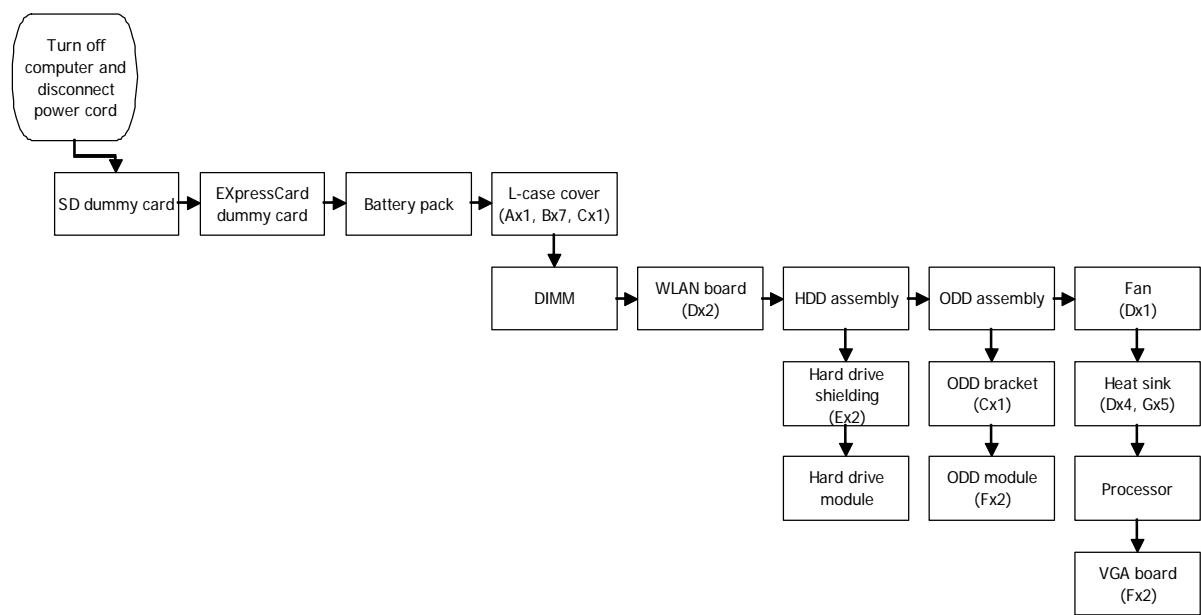 Turn off
computer and
disconnect
power cord
SD dummy card
EXpressCard
dummy card
Battery pack
L-case cover
(Ax1, Bx7, Cx1)
DIMM
WLAN board
(Dx2)
HDD assembly
ODD assembly
Fan
(Dx1)
Hard drive
shielding
(Ex2)
ODD bracket
(Cx1)
Heat sink
(Dx4, Gx5)
Hard drive
module
ODD module
(Fx2)
Processor
VGA board
(Fx2)